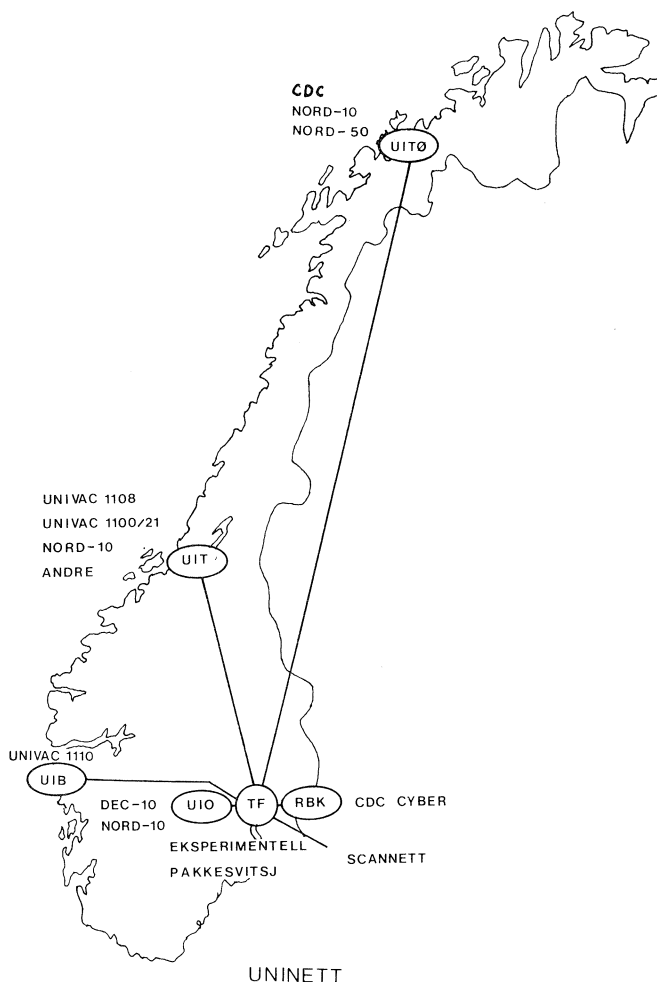 CDC
NORD-10
NORD-50
UITØ
UNIVAC 1108
UNIVAC 1100/21
NORD-10
ANDRE
UIT
UNIVAC 1110
UIB
DEC-10
NORD-10
UIO
TF
RBK
CDC CYBER
EKSPERIMENTELL
PAKKESVITSJ
SCANNETT
UNINETT